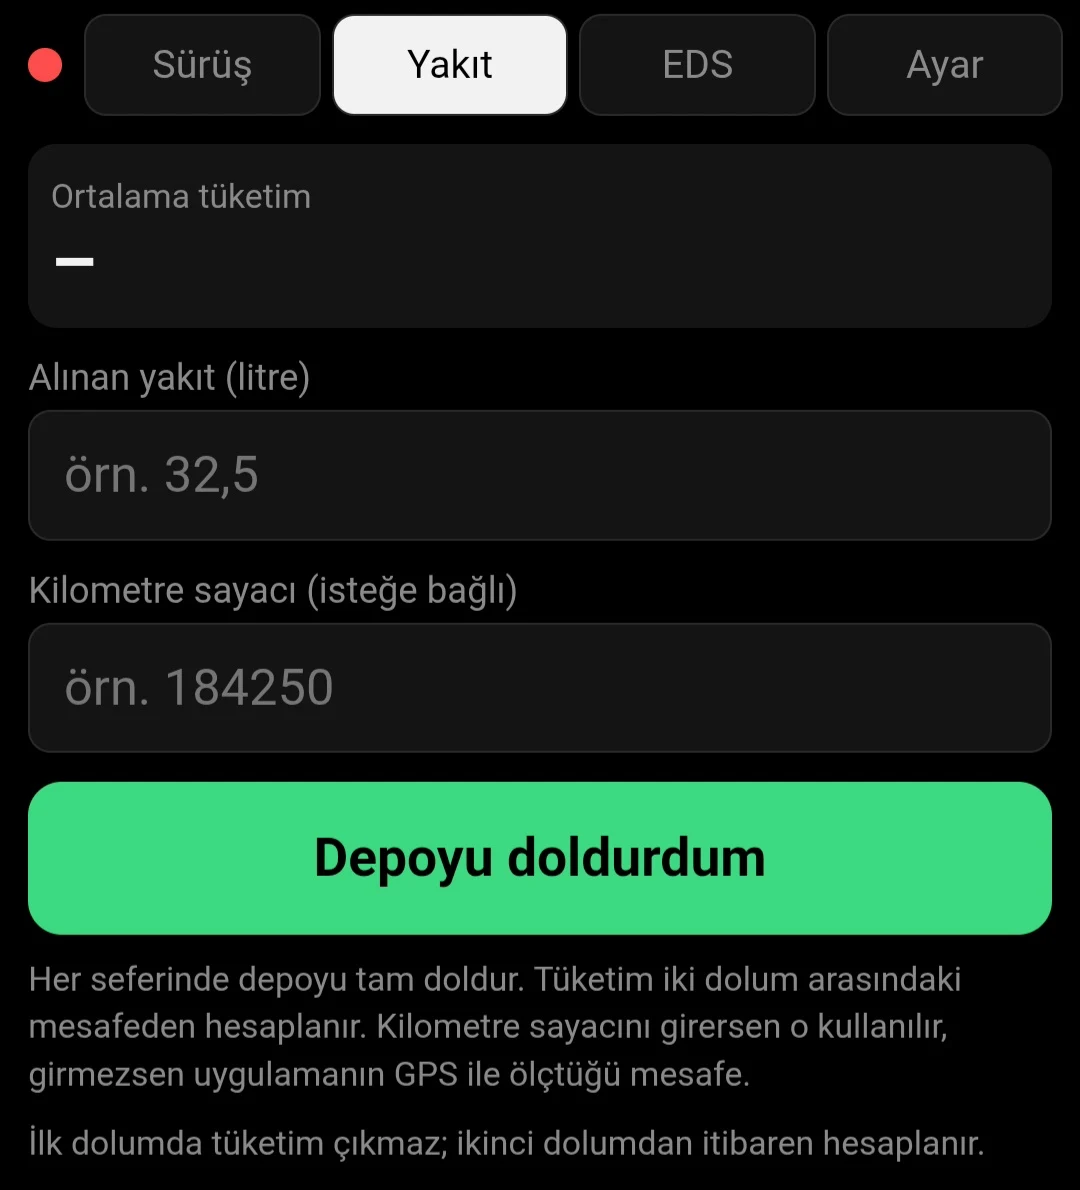 Sürüş Yakıt EDS Ayar
Ortalama tüketim
—
Alınan yakıt (litre)
örn. 32,5
Kilometre sayacı (isteğe bağlı)
örn. 184250
Depoyu doldurdum
Her seferinde depoyu tam doldur. Tüketim iki dolum arasındaki
mesafeden hesaplanır. Kilometre sayacını girersen o kullanılır,
girmezsen uygulamanın GPS ile ölçtüğü mesafe.
İlk dolumda tüketim çıkmaz; ikinci dolumdan itibaren hesaplanır.